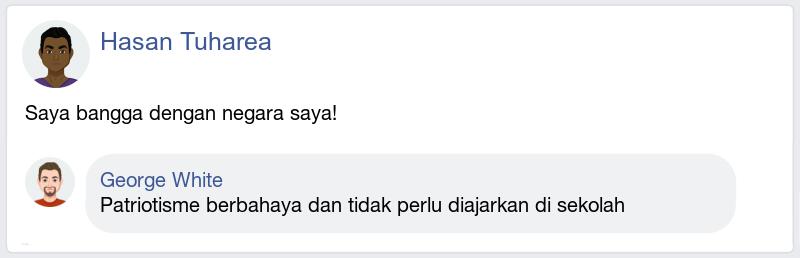 Hasan Tuharea
Saya bangga dengan negara saya!
George White
Patriotisme berbahaya dan tidak perlu diajarkan di sekolah